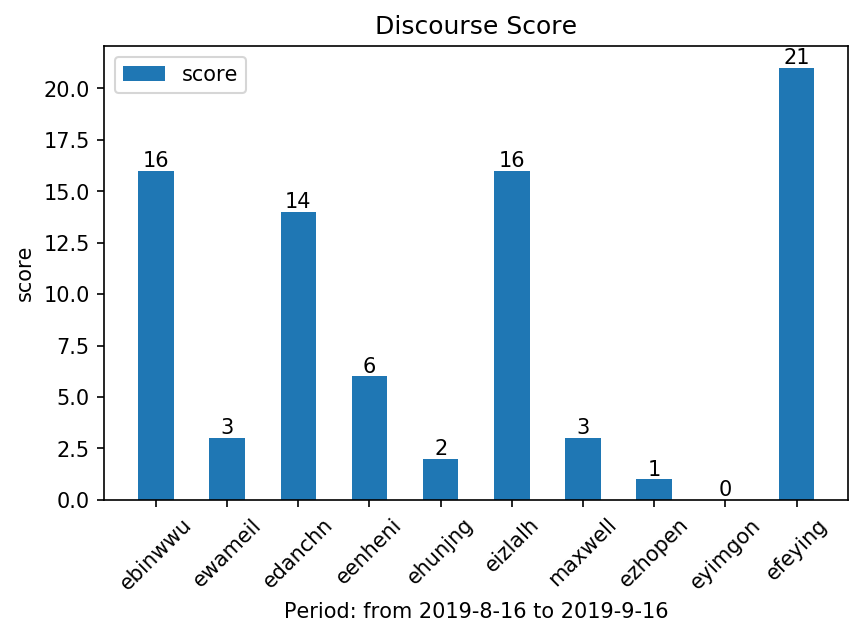 Discourse Score
score
score
20.0
17.5
15.0
12.5
10.0
7.5
5.0
2.5
0.0
16
3
14
6
2
16
3
1
0
21
ebinwwu
ewameil
edanchn
eenheni
ehunjng
eizlalh
maxwell
ezhopen
eyimgon
efeying
Period: from 2019-8-16 to 2019-9-16